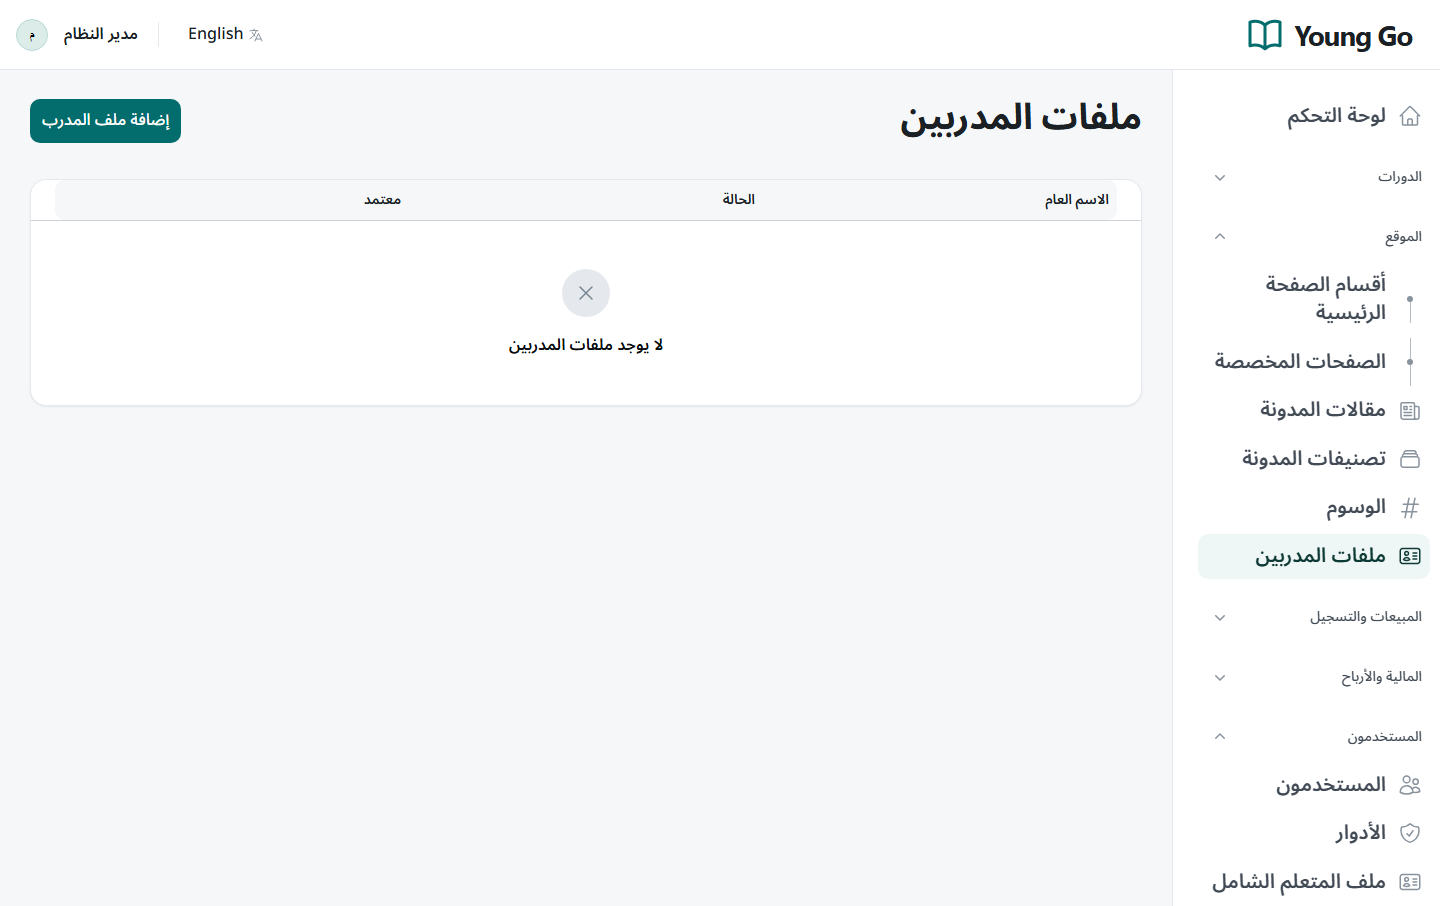 Young Go
English
مدير النظام
م
لوحة التحكم
الدورات
الموقع
أقسام الصفحة
الرئيسية
الصفحات المخصصة
مقالات المدونة
تصنيفات المدونة
الوسوم
ملفات المدربين
المبيعات والتسجيل
المالية والأرباح
المستخدمون
المستخدمون
الأدوار
ملف المتعلم الشامل
ملفات المدربين
إضافة ملف المدرب
الاسم العام
الحالة
معتمد
لا يوجد ملفات المدربين